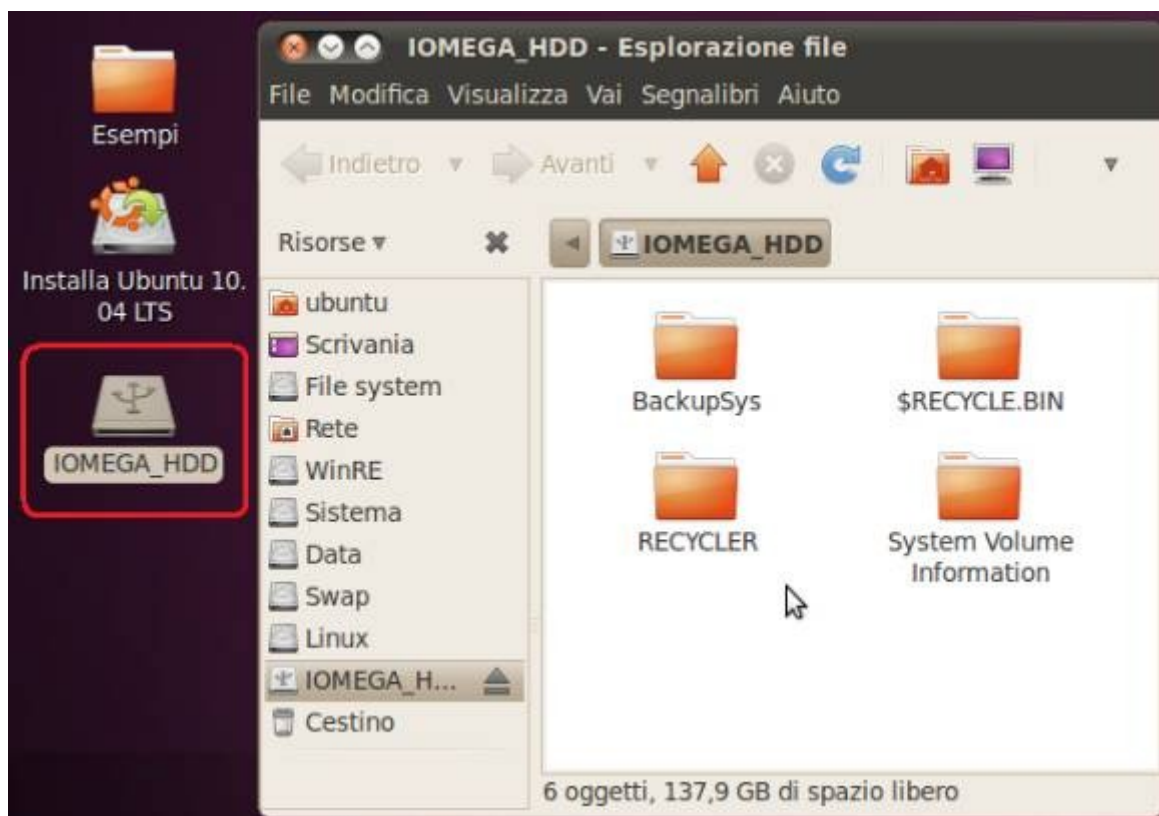 Esempi
Installa Ubuntu 10.
04 LTS
IOMEGA_HDD
IOMEGA_HDD - Esplorazione file
File Modifica Visualizza Vai Segnalibri Aiuto
Indietro Avanti
Risorse
IOMEGA_HDD
ubuntu
Scrivania
File system
Rete
WinRE
Sistema
Data
Swap
Linux
IOMEGA_H...
Cestino
BackupSys
$RECYCLE.BIN
RECYCLER
System Volume
Information
6 oggetti, 137,9 GB di spazio libero